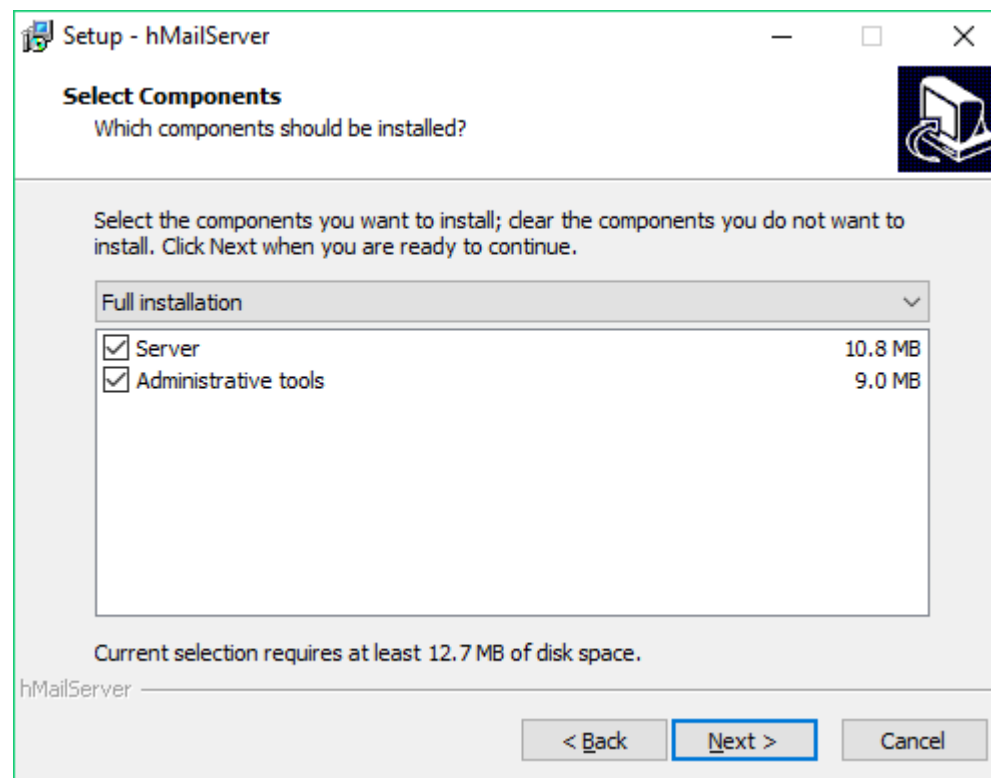 Setup - hMailServer
Select Components
Which components should be installed?
Select the components you want to install; clear the components you do not want to
install. Click Next when you are ready to continue.
Full installation
Server 10.8 MB
Administrative tools 9.0 MB
Current selection requires at least 12.7 MB of disk space.
hMailServer
< Back Next > Cancel